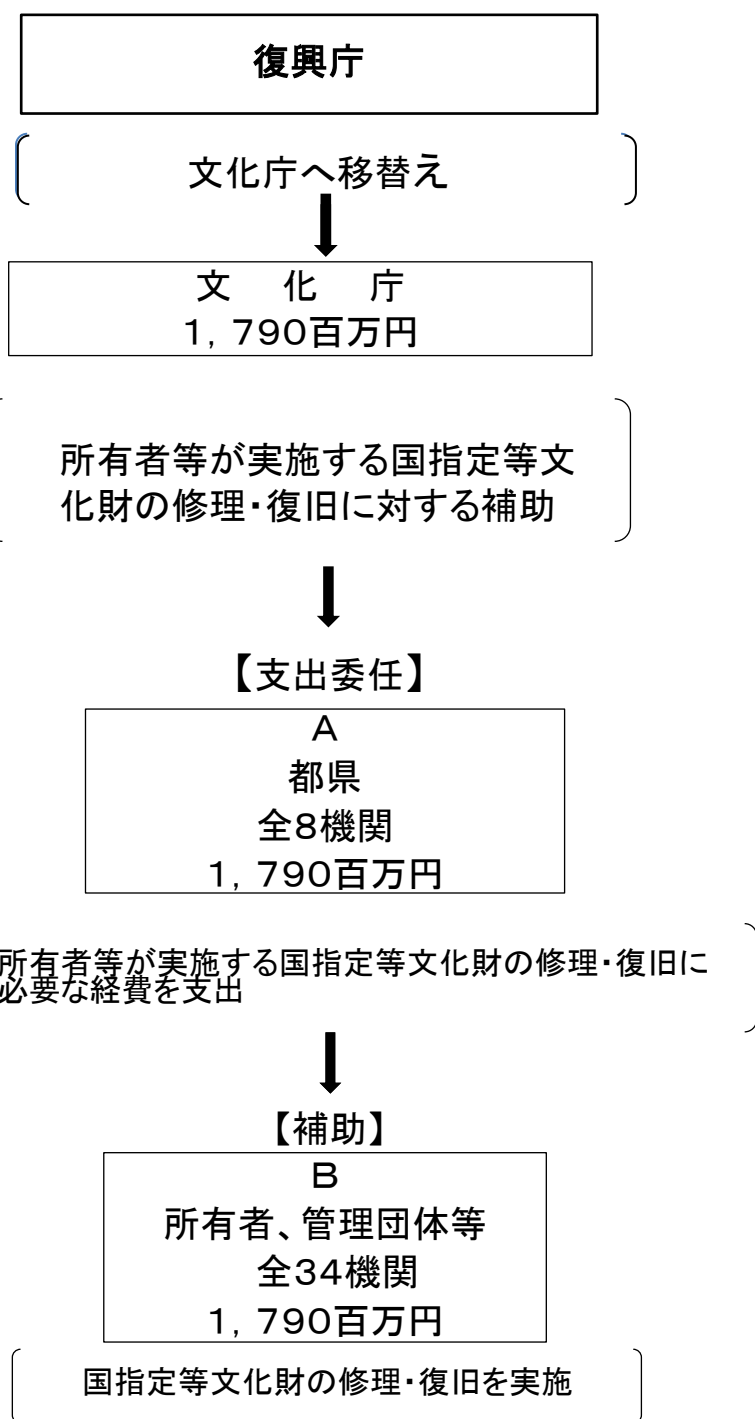 復興庁
文化庁へ移替え
文　化　庁
１，７９０百万円
所有者等が実施する国指定等文
化財の修理・復旧に対する補助
【支出委任】
Ａ
都県
全８機関
１，７９０百万円
所有者等が実施する国指定等文化財の修理・復旧に
必要な経費を支出
【補助】
Ｂ
所有者、管理団体等
全３４機関
１，７９０百万円
国指定等文化財の修理・復旧を実施